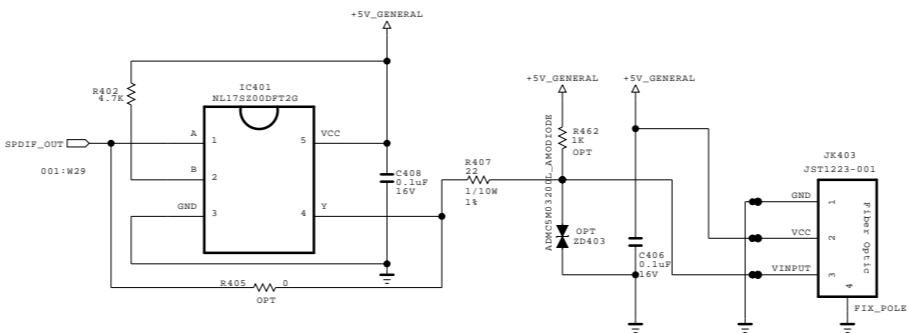 +5V_GENERAL
R402
4.7K
IC401
NL17SZ00DFT2G
SPDIF_OUT
001:W29
A
1
B
2
GND
3
5
VCC
4
Y
C408
0.1uF
16V
R405
0
OPT
R407
22
1/10W
1%
+5V_GENERAL
+5V_GENERAL
R462
1K
OPT
ADMC5M03200L_AMODIODE
OPT
ZD403
C406
0.1uF
16V
JK403
JST1223-001
GND
1
VCC
2
VINPUT
3
4
Fiber Optic
FIX_POLE